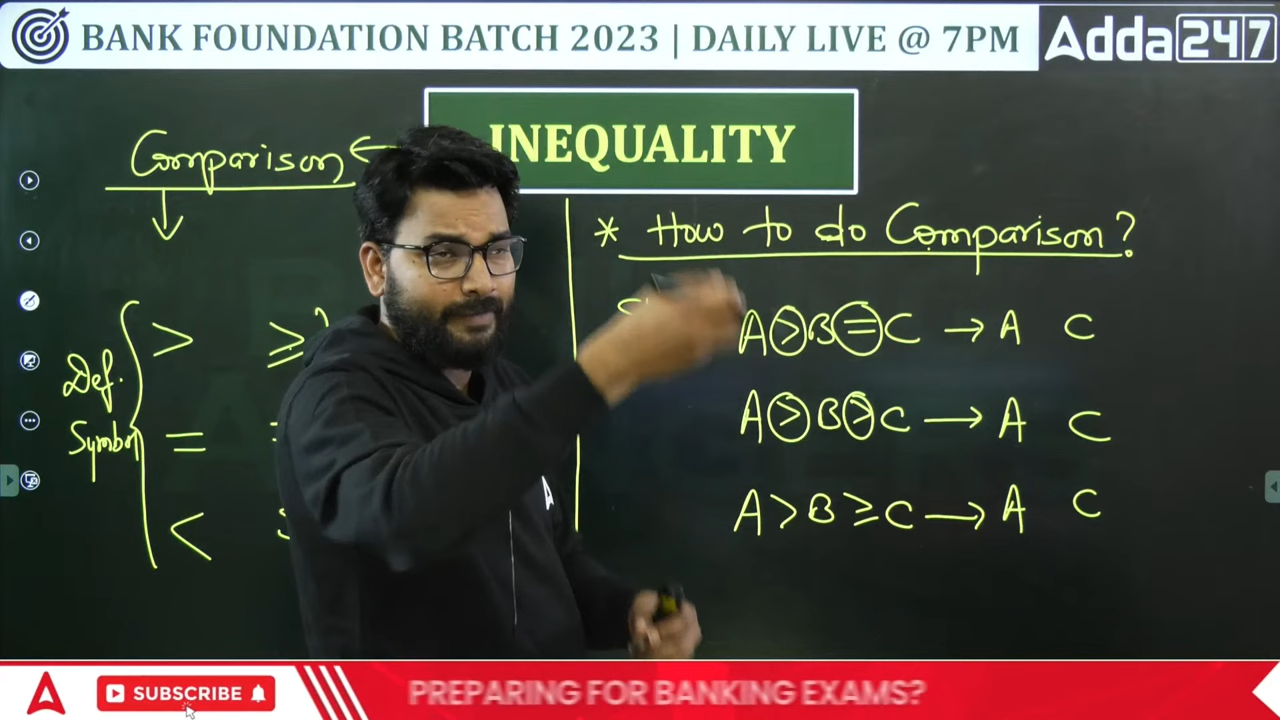 BANK FOUNDATION BATCH 2023 | DAILY LIVE @ 7PM
Adda247
INEQUALITY
Comparison ←
↓
* How to do Comparison?
Def.
Symbol
> ≥
=
<
A > B = C → A C
A > B > C → A C
A > B ≥ C → A C
SUBSCRIBE
PREPARING FOR BANKING EXAMS?